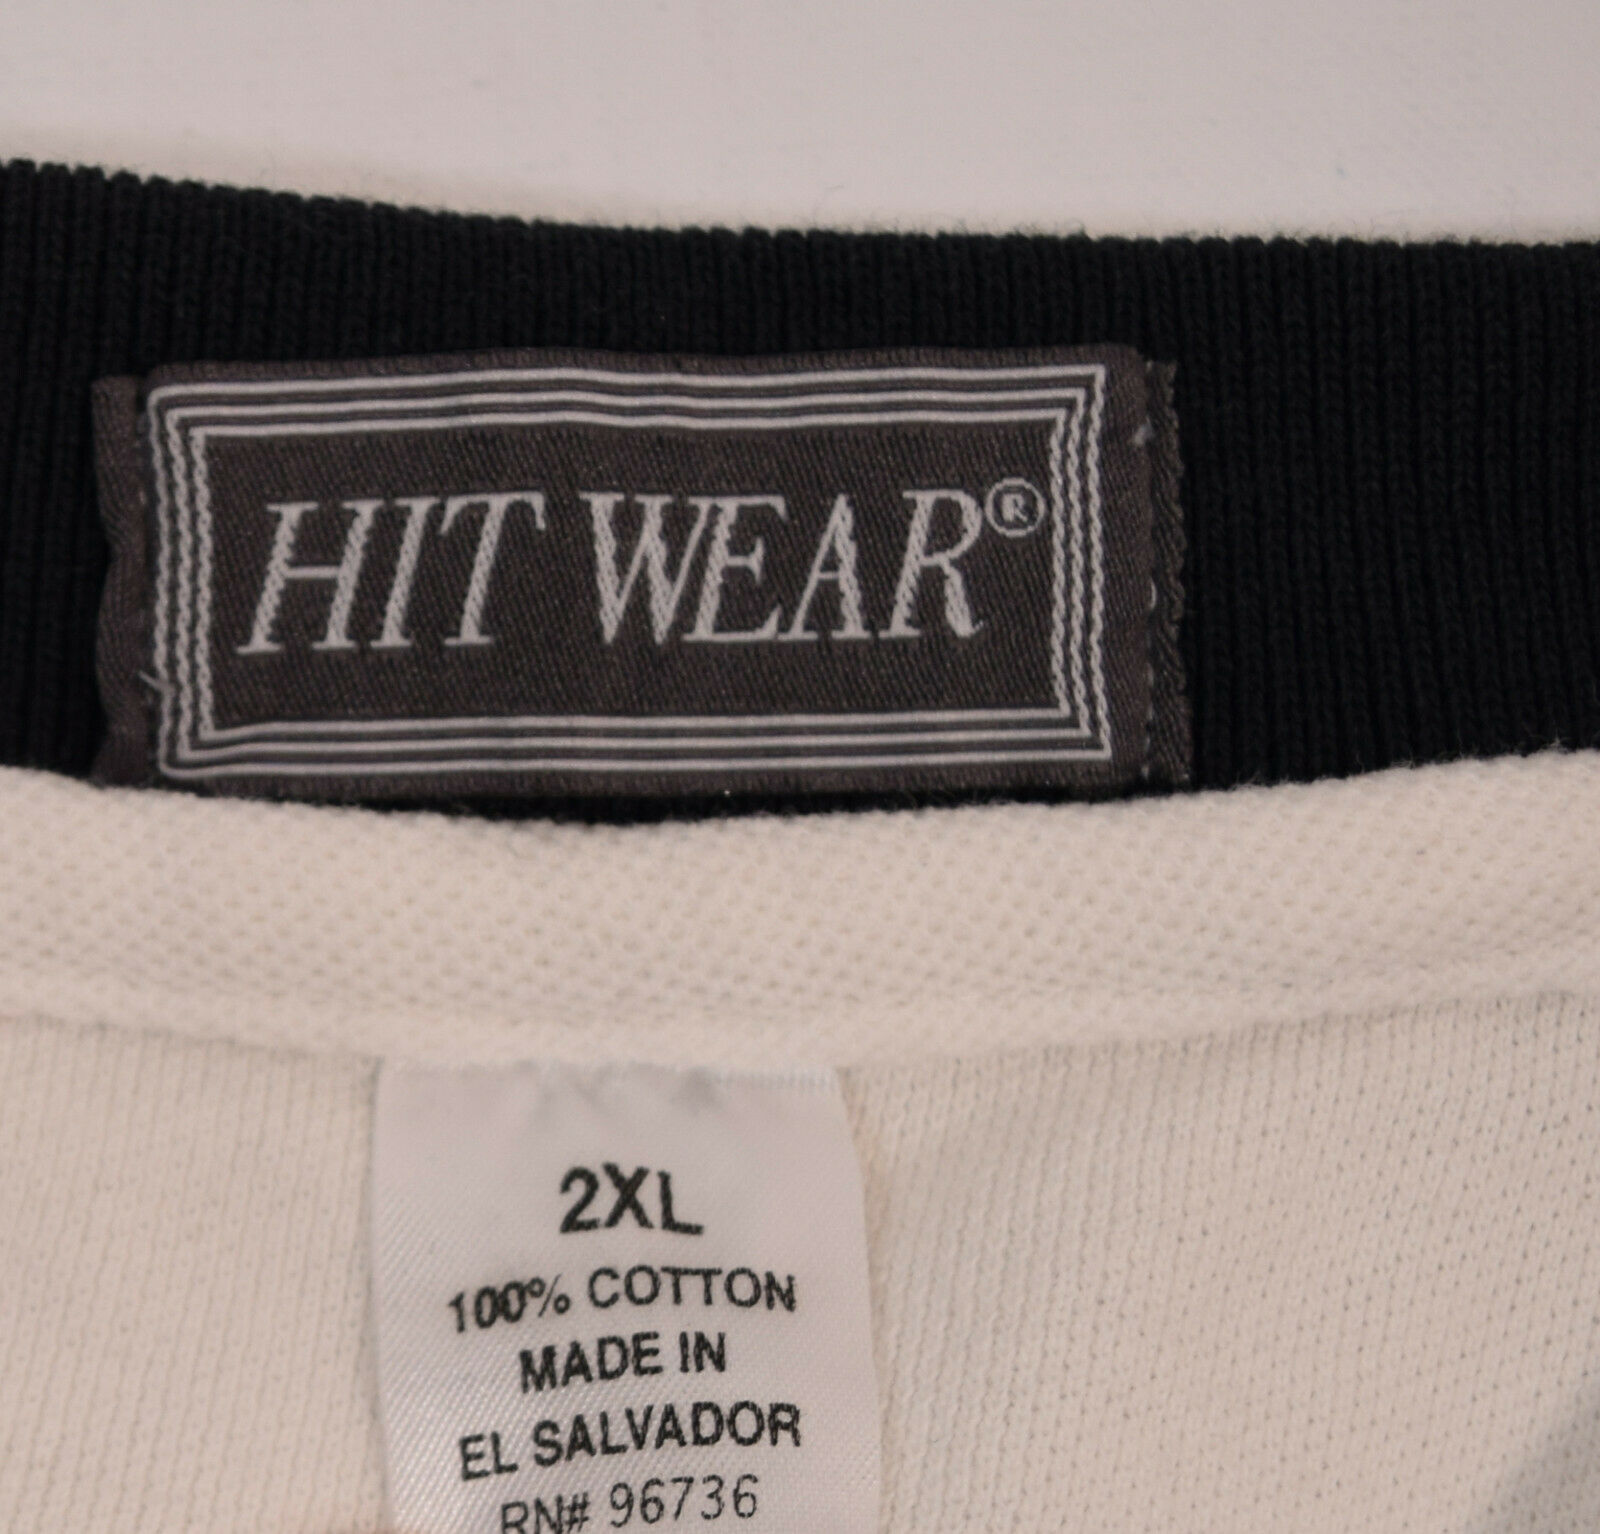 HIT WEAR®
2XL
100% COTTON
MADE IN
EL SALVADOR
RN# 96736